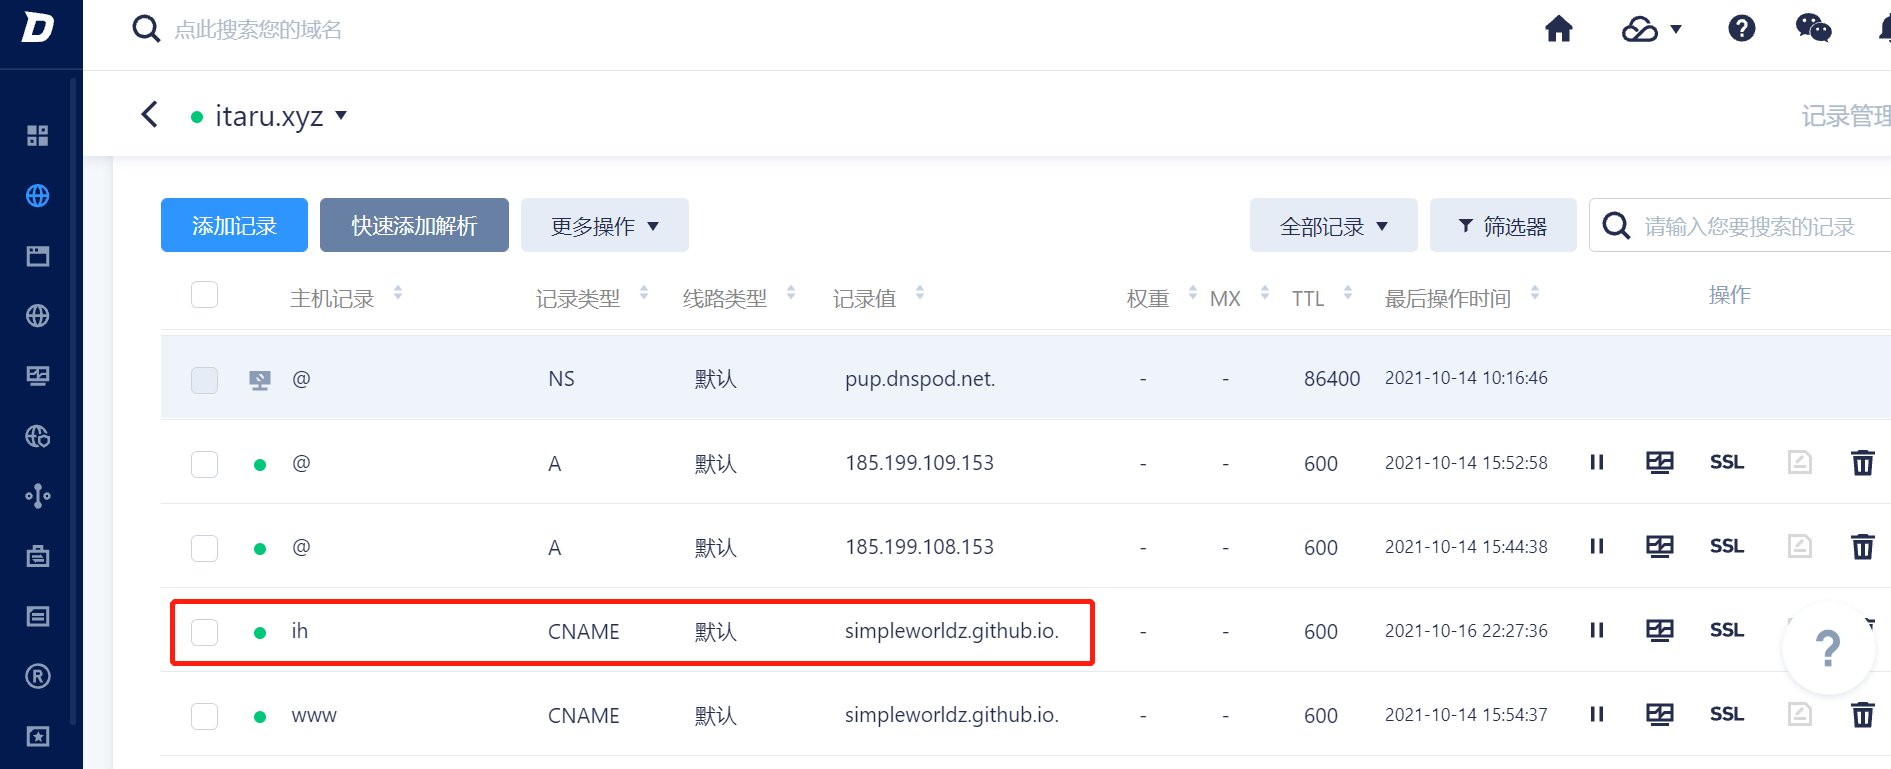 点此搜索您的域名
itaru.xyz
记录管理
添加记录 快速添加解析 更多操作 全部记录 筛选器 请输入您要搜索的记录
主机记录 记录类型 线路类型 记录值 权重 MX TTL 最后操作时间 操作
@ NS 默认 pup.dnspod.net. - - 86400 2021-10-14 10:16:46
@ A 默认 185.199.109.153 - - 600 2021-10-14 15:52:58 SSL
@ A 默认 185.199.108.153 - - 600 2021-10-14 15:44:38 SSL
ih CNAME 默认 simpleworldz.github.io. - - 600 2021-10-16 22:27:36 SSL
www CNAME 默认 simpleworldz.github.io. - - 600 2021-10-14 15:54:37 SSL